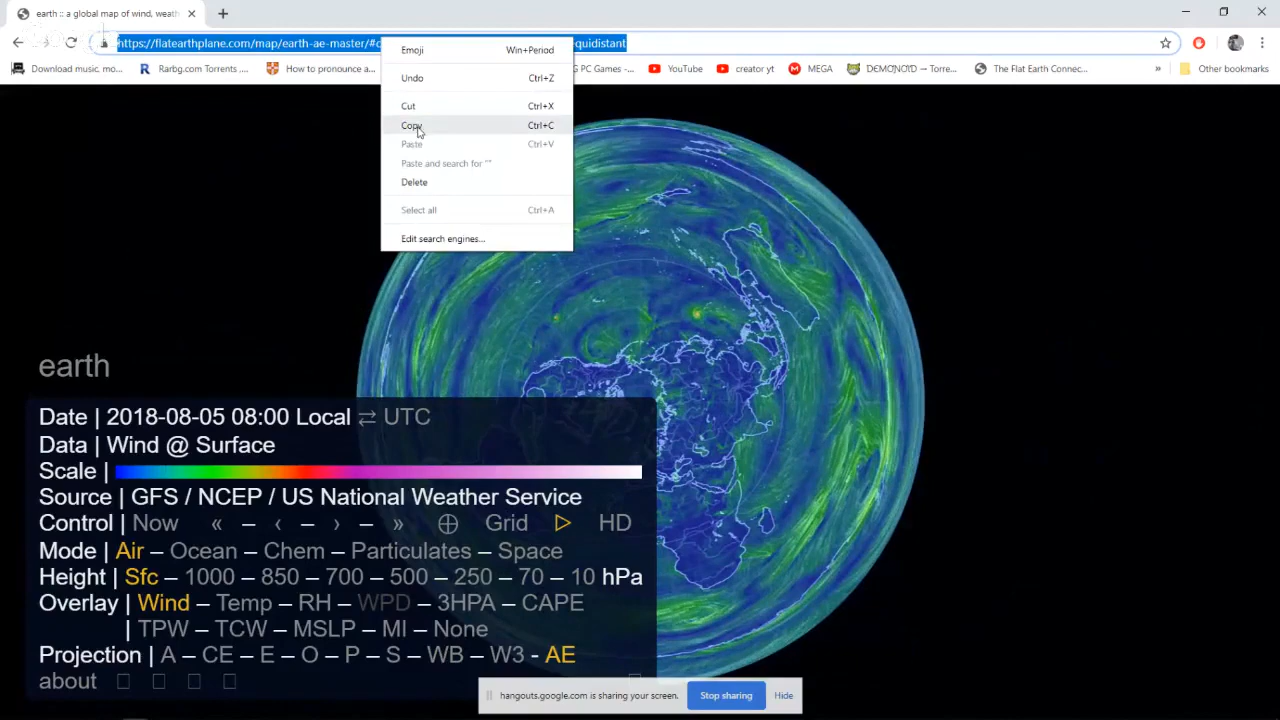 earth :: a global map of wind, weath
https://flatearthplane.com/map/earth-ae-master/#c
quidistant
Download music, mo...
Rarbg.com Torrents ,...
How to pronounce a...
PC Games -...
YouTube
creator yt
MEGA
The Flat Earth Connec...
»
Other bookmarks
Emoji Win+Period
Undo Ctrl+Z
Cut Ctrl+X
Copy Ctrl+C
Paste Ctrl+V
Paste and search for ""
Delete
Select all Ctrl+A
Edit search engines...
earth
Date | 2018-08-05 08:00 Local ⇄ UTC
Data | Wind @ Surface
Scale |
Source | GFS / NCEP / US National Weather Service
Control | Now « – ‹ – › – » ⊕ Grid ▷ HD
Mode | Air – Ocean – Chem – Particulates – Space
Height | Sfc – 1000 – 850 – 700 – 500 – 250 – 70 – 10 hPa
Overlay | Wind – Temp – RH – WPD – 3HPA – CAPE
| TPW – TCW – MSLP – MI – None
Projection | A – CE – E – O – P – S – WB – W3 - AE
about
hangouts.google.com is sharing your screen. Stop sharing Hide